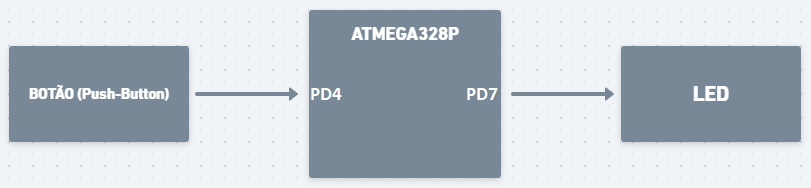 ATMEGA328P
BOTÃO (Push-Button)
PD4
PD7
LED